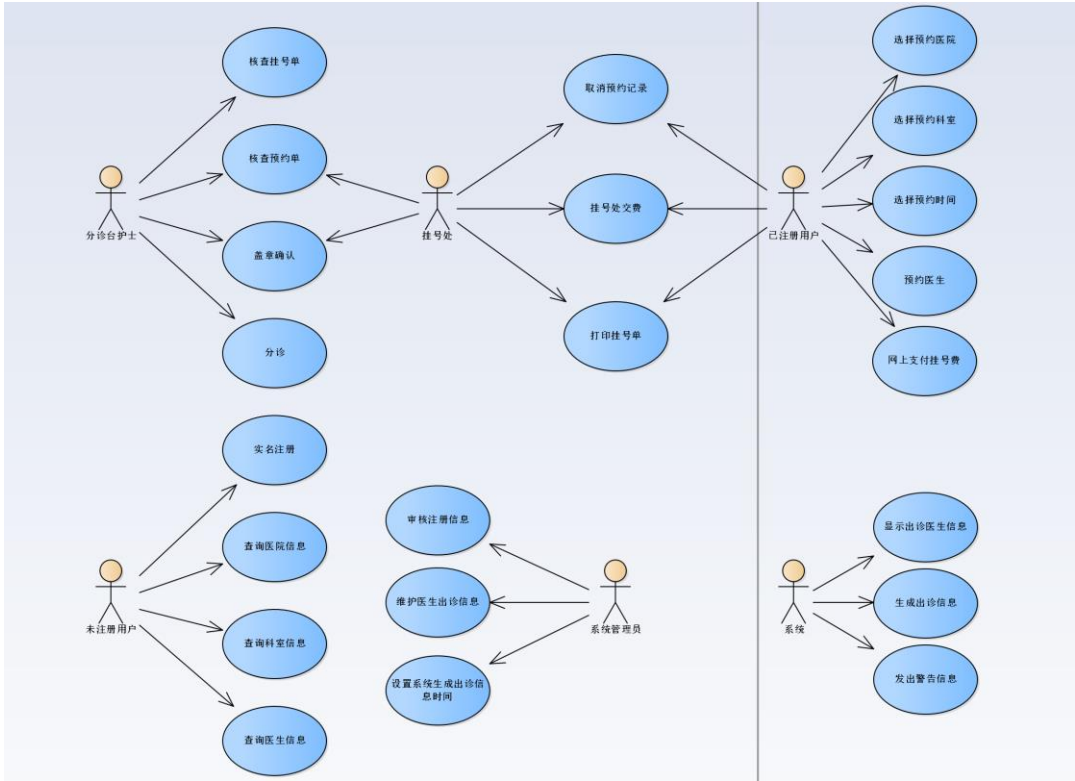 核查挂号单
核查预约单
分诊台护士
盖章确认
分诊
取消预约记录
挂号处
挂号处交费
打印挂号单
选择预约医院
选择预约科室
选择预约时间
已注册用户
预约医生
网上支付挂号费
实名注册
查询医院信息
未注册用户
查询科室信息
查询医生信息
审核注册信息
维护医生出诊信息
系统管理员
设置系统生成出诊信
息时间
显示出诊医生信息
生成出诊信息
系统
发出警告信息